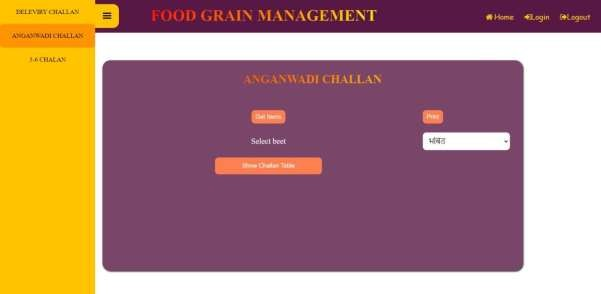 DELEVIRY CHALLAN
FOOD GRAIN MANAGEMENT
Home Login Logout
ANGANWADI CHALLAN
3-6 CHALAN
ANGANWADI CHALLAN
Get Items Print
Select beet भांबेड
Show Challan Table